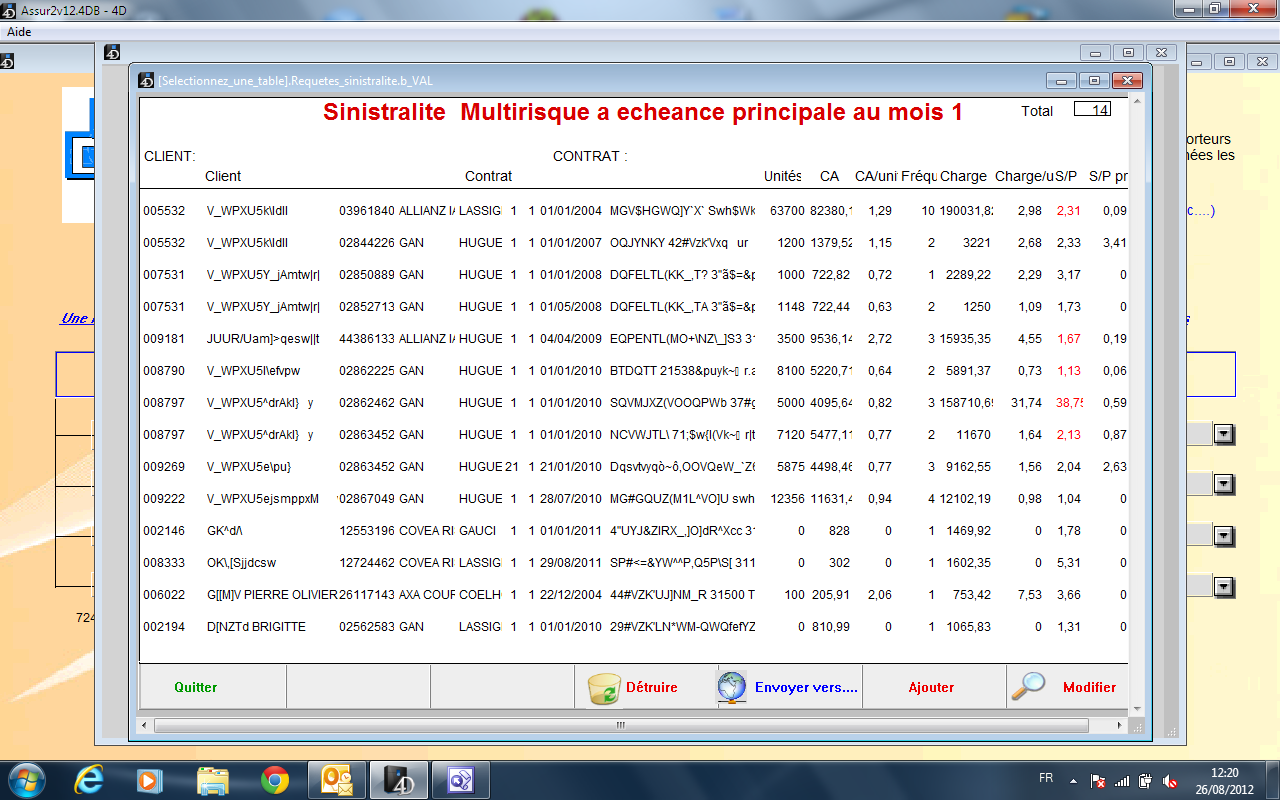 Assur2v12.4DB - 4D
Aide
[Selectionnez_une_table].Requetes_sinistralite.b_VAL
Sinistralite Multirisque a echeance principale au mois 1 Total 14
orteurs
nées les
CLIENT: CONTRAT :
Client Contrat Unités CA CA/uni Fréqu Charge Charge/u S/P S/P pr
005532 V_WPXU5k\ldll 03961840 ALLIANZ IA LASSIG 1 1 01/01/2004 MGV$HGWQ]Y`X` Swh$Wk 63700 82380,1 1,29 10 190031,82 2,98 2,31 0,09
c....)
005532 V_WPXU5k\ldll 02844226 GAN HUGUE 1 1 01/01/2007 OQJYNKY 42#Vzk'Vxq ur 1200 1379,52 1,15 2 3221 2,68 2,33 3,41
007531 V_WPXU5Y_jAmtw|r| 02850889 GAN HUGUE 1 1 01/01/2008 DQFELTL(KK_,T? 3"ã$=&p 1000 722,82 0,72 1 2289,22 2,29 3,17 0
007531 V_WPXU5Y_jAmtw|r| 02852713 GAN HUGUE 1 1 01/05/2008 DQFELTL(KK_,TA 3"ã$=&p 1148 722,44 0,63 2 1250 1,09 1,73 0
Une
009181 JUUR/Uam]>qesw||t 44386133 ALLIANZ IA HUGUE 1 1 04/04/2009 EQPENTL(MO+\NZ\_]S3 31 3500 9536,14 2,72 3 15935,35 4,55 1,67 0,19
008790 V_WPXU5l\efvpw 02862225 GAN HUGUE 1 1 01/01/2010 BTDQTT 21538&puyk~ r.a 8100 5220,71 0,64 2 5891,37 0,73 1,13 0,06
008797 V_WPXU5^drAkl} y 02862462 GAN HUGUE 1 1 01/01/2010 SQVMJXZ(VOOQPWb 37#g 5000 4095,64 0,82 3 158710,69 31,74 38,75 0,59
008797 V_WPXU5^drAkl} y 02863452 GAN HUGUE 1 1 01/01/2010 NCVWJTL\ 71;$w{l(Vk~ r|t 7120 5477,11 0,77 2 11670 1,64 2,13 0,87
009269 V_WPXU5e\pu} 02863452 GAN HUGUE 21 1 21/01/2010 Dqsvtvyqò~ô,OOVQeW_`Z6 5875 4498,46 0,77 3 9162,55 1,56 2,04 2,63
009222 V_WPXU5ejsmppxM 02867049 GAN HUGUE 1 1 28/07/2010 MG#GQUZ(M1L^VO]U swh 12356 11631,4 0,94 4 12102,19 0,98 1,04 0
002146 GK^d/\ 12553196 COVEA RI GAUCI 1 1 01/01/2011 4"UYJ&ZIRX_,]O]dR^Xcc 31 0 828 0 1 1469,92 0 1,78 0
008333 OK\,[Sjjdcsw 12724462 COVEA RI LASSIG 1 1 29/08/2011 SP#<=&YW^^P,Q5P\S[ 311 0 302 0 1 1602,35 0 5,31 0
006022 G[[M]V PIERRE OLIVIER 26117143 AXA COUR COELH 1 1 22/12/2004 44#VZK'UJ]NM_R 31500 T 100 205,91 2,06 1 753,42 7,53 3,66 0
724
002194 D[NZTd BRIGITTE 02562583 GAN LASSIG 1 1 01/01/2010 29#VZK'LN*WM-QWQfefYZ 0 810,99 0 1 1065,83 0 1,31 0
Quitter Détruire Envoyer vers.... Ajouter Modifier
FR 12:20
26/08/2012